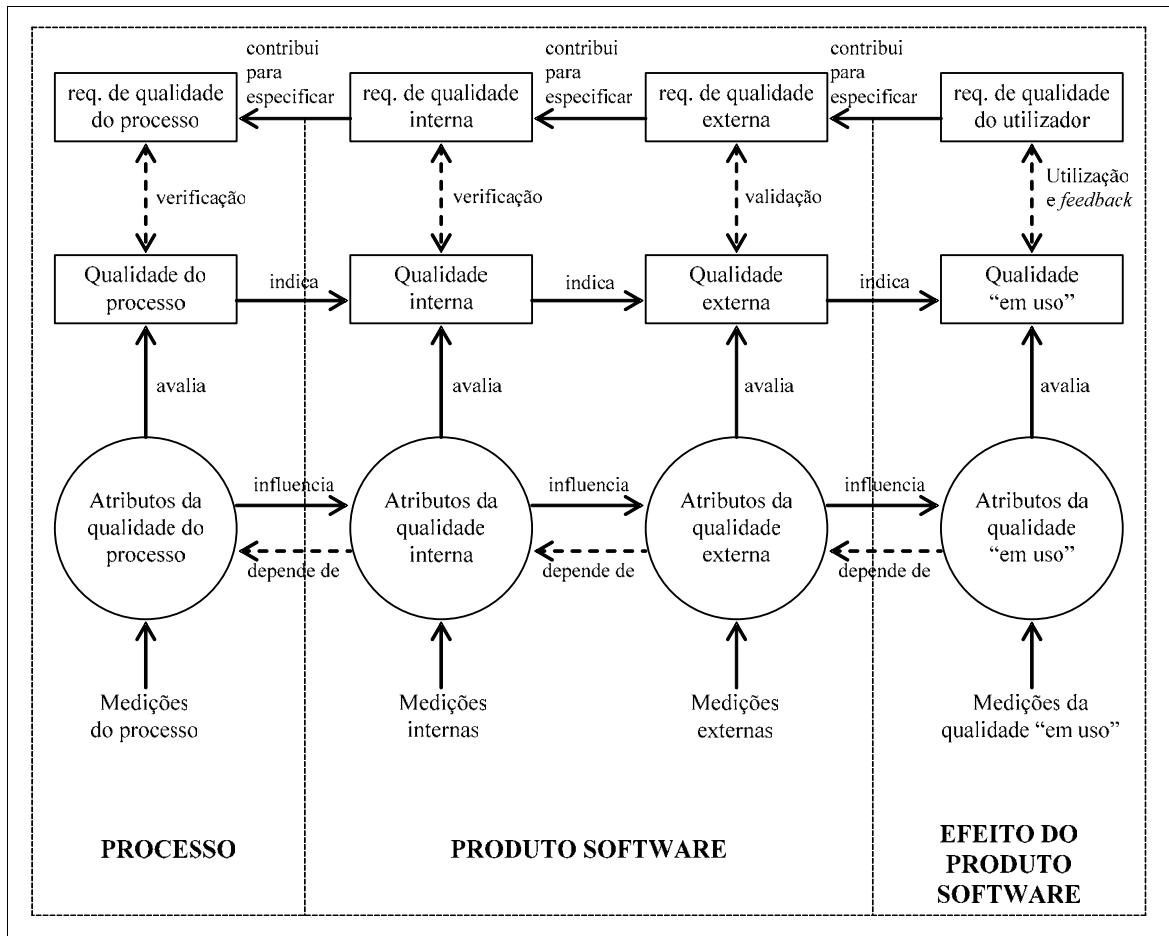 contribui
para
especificar
contribui
para
especificar
contribui
para
especificar
req. de qualidade
do processo
req. de qualidade
interna
req. de qualidade
externa
req. de qualidade
do utilizador
verificação
verificação
validação
Utilização
e feedback
Qualidade do
processo
indica
Qualidade
interna
indica
Qualidade
externa
indica
Qualidade
“em uso”
avalia
avalia
avalia
avalia
Atributos da
qualidade do
processo
influencia
depende de
Atributos da
qualidade
interna
influencia
depende de
Atributos da
qualidade
externa
influencia
depende de
Atributos da
qualidade
“em uso”
Medições
do processo
Medições
internas
Medições
externas
Medições da
qualidade “em uso”
PROCESSO
PRODUTO SOFTWARE
EFEITO DO
PRODUTO
SOFTWARE